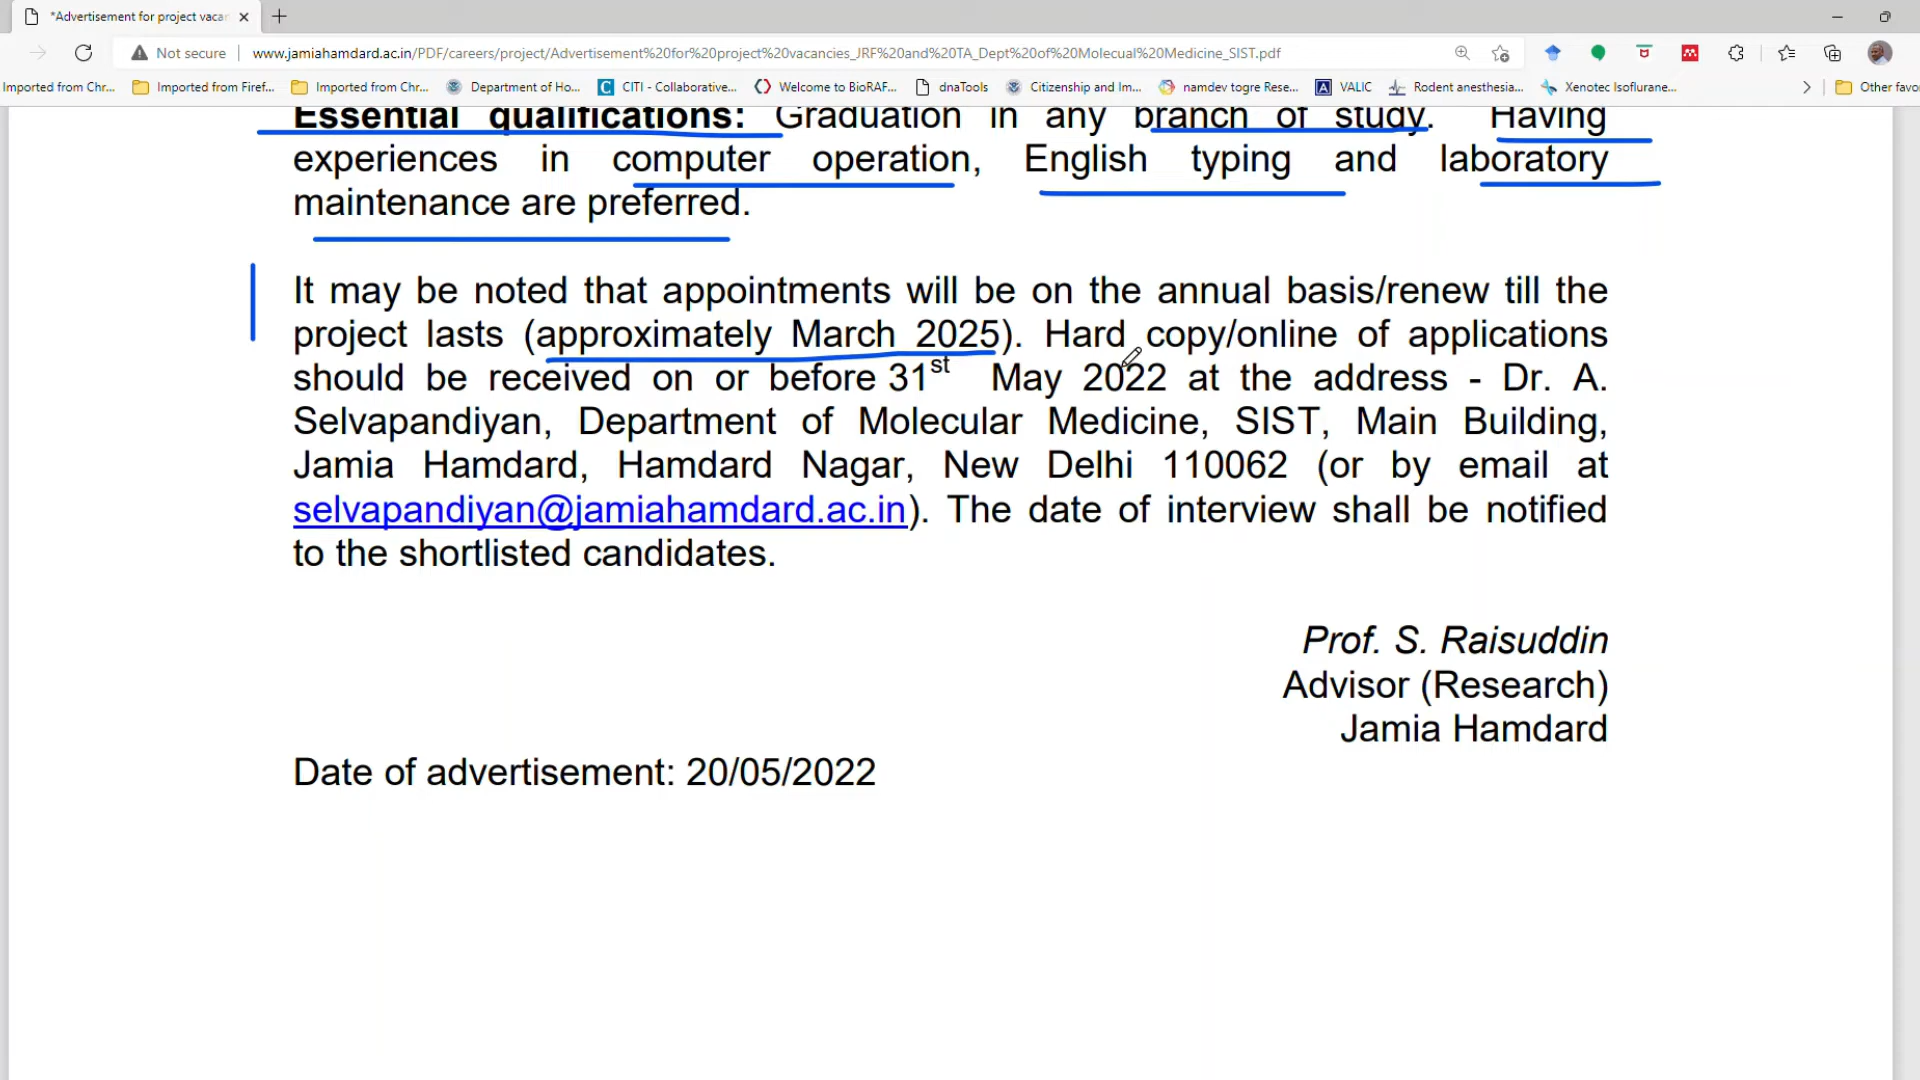 *Advertisement for project vacan
Not secure
www.jamiahamdard.ac.in/PDF/careers/project/Advertisement%20for%20project%20vacancies_JRF%20and%20TA_Dept%20of%20Molecual%20Medicine_SIST.pdf
Imported from Chr...
Imported from Firef...
Imported from Chr...
Department of Ho...
CITI - Collaborative...
Welcome to BioRAF...
dnaTools
Citizenship and Im...
namdev togre Rese...
VALIC
Rodent anesthesia...
Xenotec Isoflurane...
Other favo
Essential qualifications: Graduation in any branch of study. Having
experiences in computer operation, English typing and laboratory
maintenance are preferred.
It may be noted that appointments will be on the annual basis/renew till the
project lasts (approximately March 2025). Hard copy/online of applications
should be received on or before 31st May 2022 at the address - Dr. A.
Selvapandiyan, Department of Molecular Medicine, SIST, Main Building,
Jamia Hamdard, Hamdard Nagar, New Delhi 110062 (or by email at
selvapandiyan@jamiahamdard.ac.in). The date of interview shall be notified
to the shortlisted candidates.
Prof. S. Raisuddin
Advisor (Research)
Jamia Hamdard
Date of advertisement: 20/05/2022